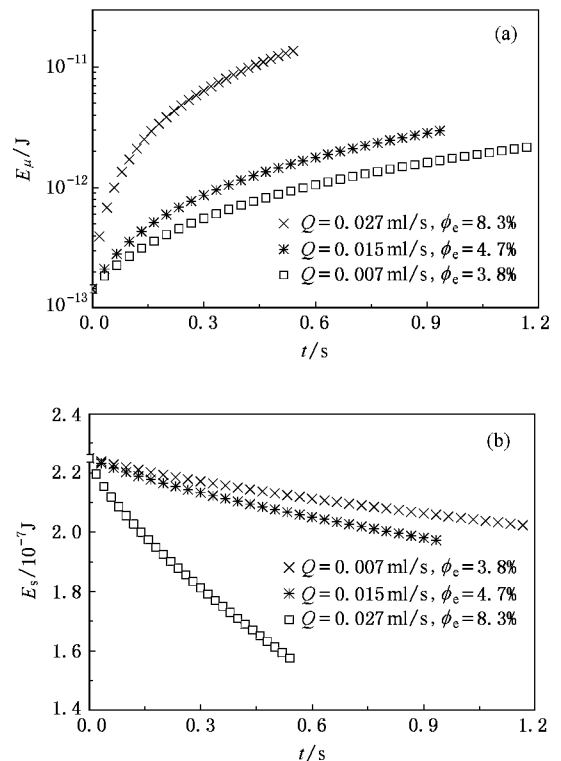 (a)
10⁻¹¹
10⁻¹²
10⁻¹³
E_μ/J
× Q=0.027 ml/s, ϕ_e=8.3%
✳ Q=0.015 ml/s, ϕ_e=4.7%
□ Q=0.007 ml/s, ϕ_e=3.8%
0.0 0.3 0.6 0.9 1.2
t/s
(b)
2.4
2.2
2.0
1.8
1.6
1.4
E_s/10⁻⁷J
× Q=0.007 ml/s, ϕ_e=3.8%
✳ Q=0.015 ml/s, ϕ_e=4.7%
□ Q=0.027 ml/s, ϕ_e=8.3%
0.0 0.3 0.6 0.9 1.2
t/s